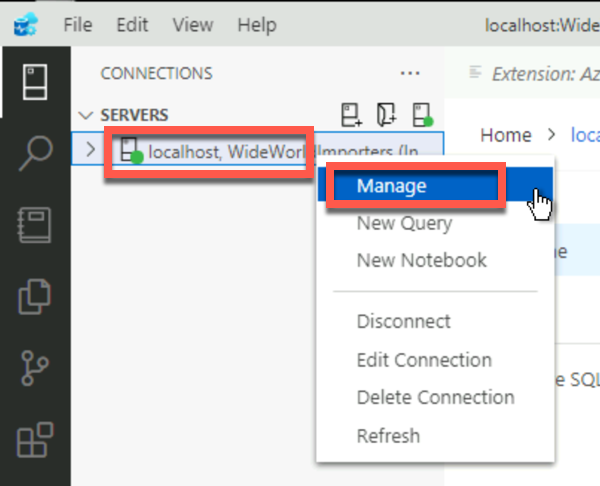 File Edit View Help localhost:Wide
CONNECTIONS
Extension: Az
SERVERS
Home > loca
localhost, WideWorldImporters (In
Manage
New Query
New Notebook
Disconnect
Edit Connection
Delete Connection
Refresh
SQL